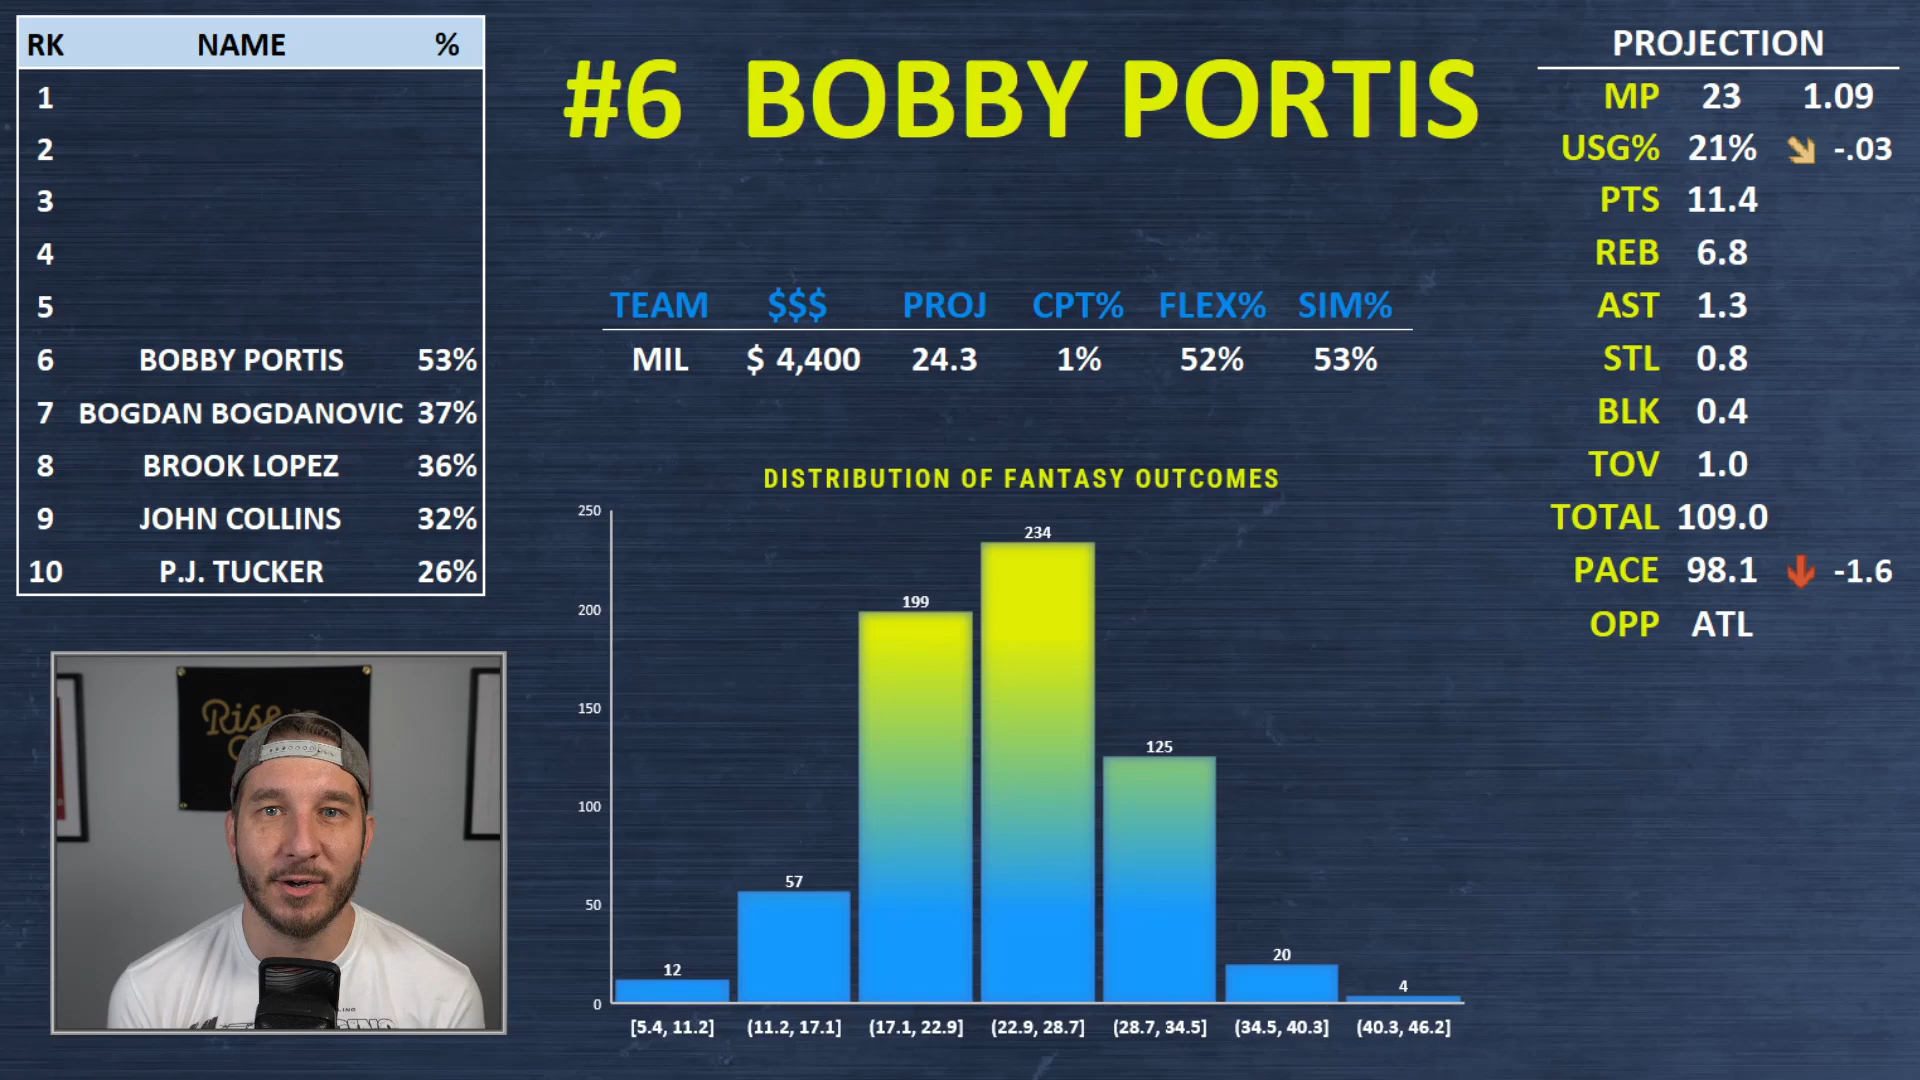 RK NAME %
1
2
3
4
5
6 BOBBY PORTIS 53%
7 BOGDAN BOGDANOVIC 37%
8 BROOK LOPEZ 36%
9 JOHN COLLINS 32%
10 P.J. TUCKER 26%
#6 BOBBY PORTIS
TEAM $$$ PROJ CPT% FLEX% SIM%
MIL $ 4,400 24.3 1% 52% 53%
DISTRIBUTION OF FANTASY OUTCOMES
250
200
150
100
50
0
12
57
199
234
125
20
4
[5.4, 11.2] (11.2, 17.1] (17.1, 22.9] (22.9, 28.7] (28.7, 34.5] (34.5, 40.3] (40.3, 46.2]
PROJECTION
MP 23 1.09
USG% 21% -.03
PTS 11.4
REB 6.8
AST 1.3
STL 0.8
BLK 0.4
TOV 1.0
TOTAL 109.0
PACE 98.1 -1.6
OPP ATL
Rise